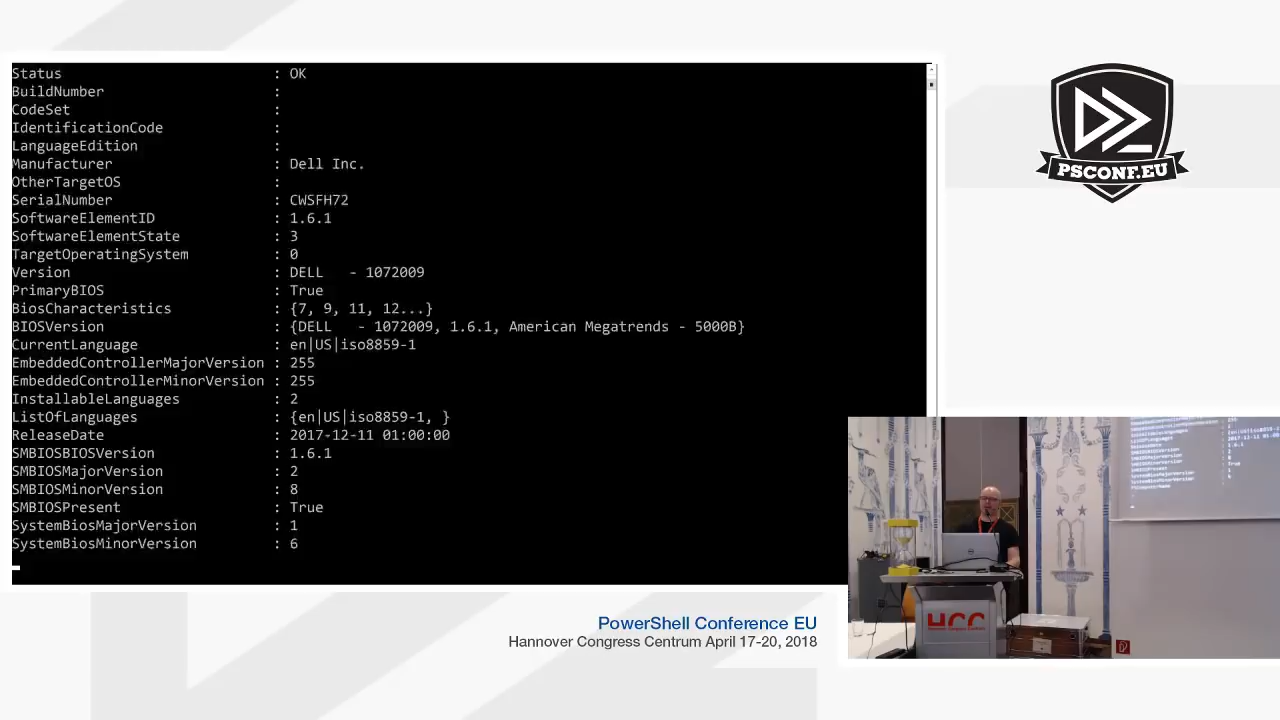 Status                         : OK
BuildNumber                    :
CodeSet                        :
IdentificationCode             :
LanguageEdition                :
Manufacturer                   : Dell Inc.
OtherTargetOS                  :
SerialNumber                   : CWSFH72
SoftwareElementID              : 1.6.1
SoftwareElementState           : 3
TargetOperatingSystem          : 0
Version                        : DELL   - 1072009
PrimaryBIOS                    : True
BiosCharacteristics            : {7, 9, 11, 12...}
BIOSVersion                    : {DELL   - 1072009, 1.6.1, American Megatrends - 5000B}
CurrentLanguage                : en|US|iso8859-1
EmbeddedControllerMajorVersion : 255
EmbeddedControllerMinorVersion : 255
InstallableLanguages           : 2
ListOfLanguages                : {en|US|iso8859-1, }
ReleaseDate                    : 2017-12-11 01:00:00
SMBIOSBIOSVersion              : 1.6.1
SMBIOSMajorVersion             : 2
SMBIOSMinorVersion             : 8
SMBIOSPresent                  : True
SystemBiosMajorVersion         : 1
SystemBiosMinorVersion         : 6
PSCONF.EU
HCC
PowerShell Conference EU
Hannover Congress Centrum April 17-20, 2018